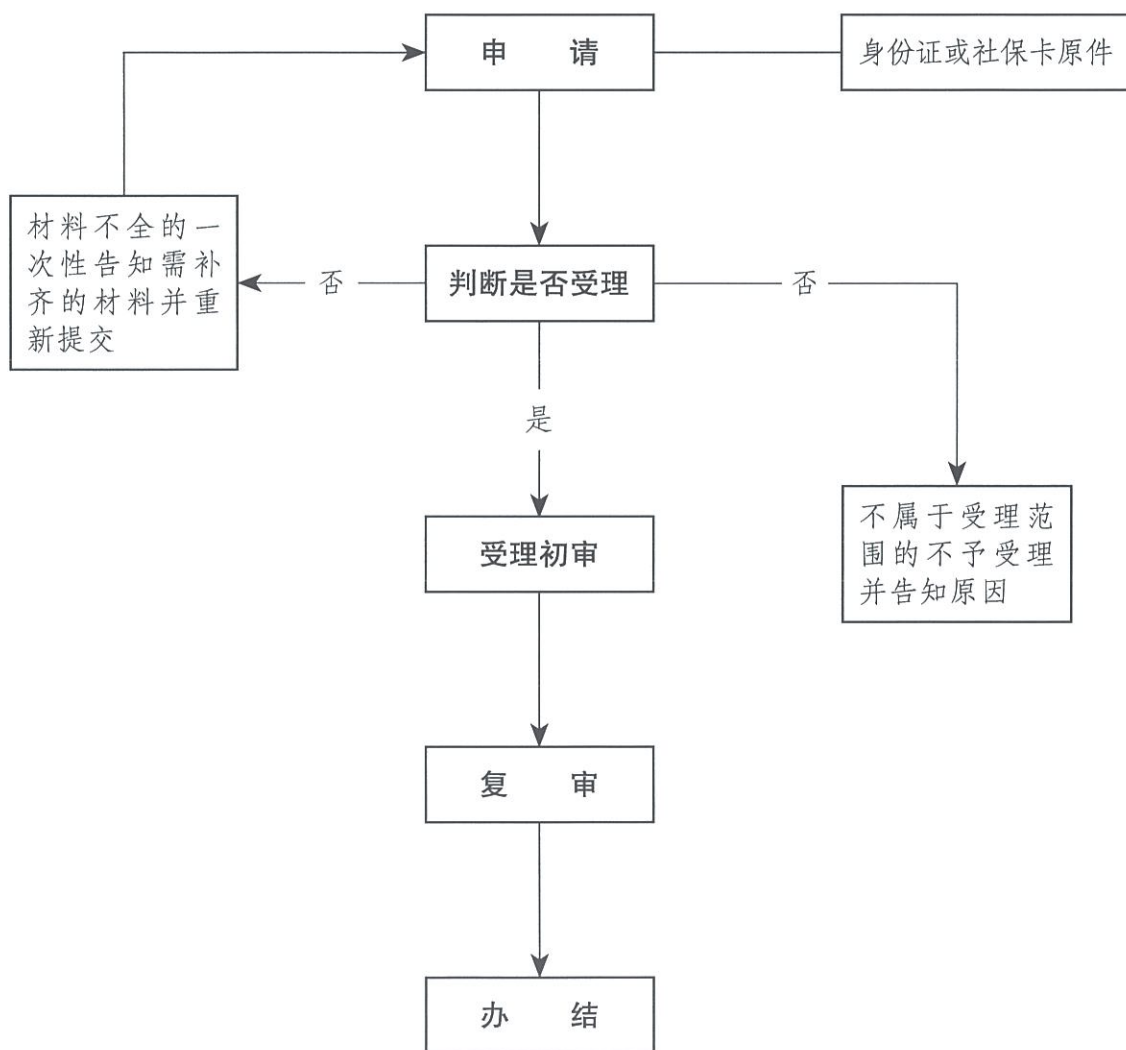 申 请
身份证或社保卡原件
材料不全的一
次性告知需补
齐的材料并重
新提交
否
判断是否受理
否
是
受理初审
不属于受理范
围的不予受理
并告知原因
复 审
办 结